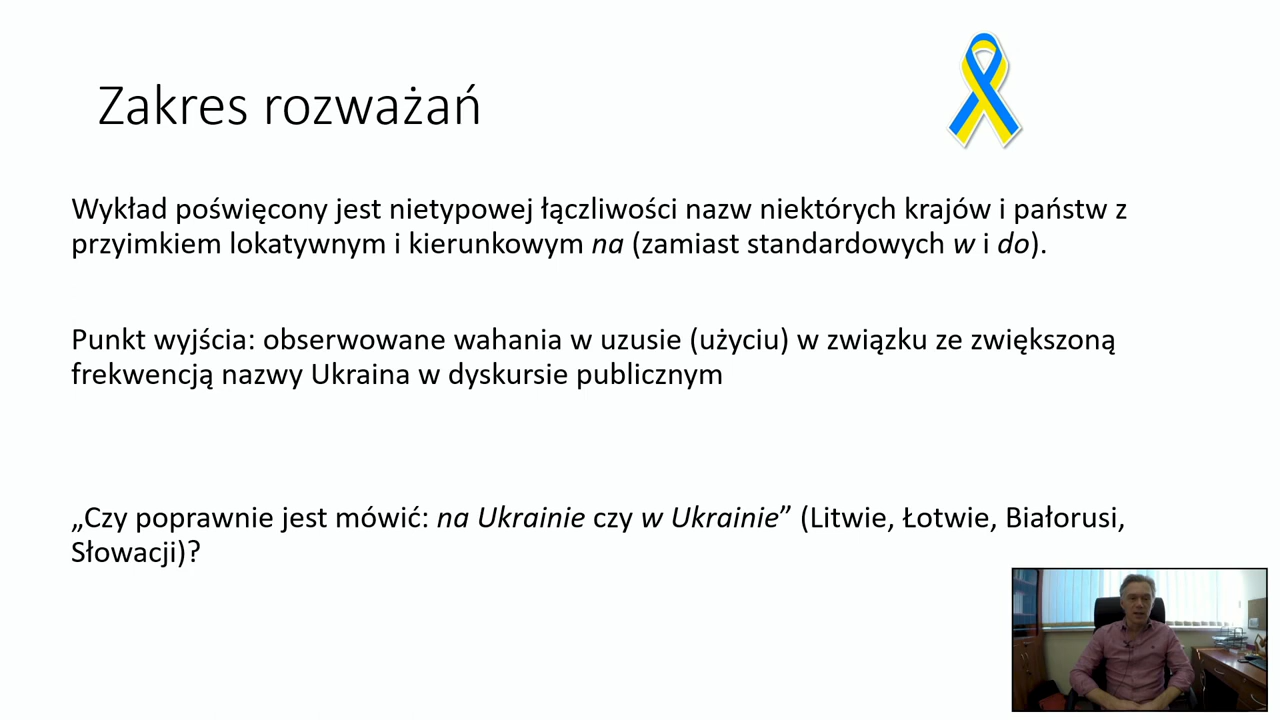 Zakres rozważań
Wykład poświęcony jest nietypowej łączliwości nazw niektórych krajów i państw z
przyimkiem lokatywnym i kierunkowym na (zamiast standardowych w i do).
Punkt wyjścia: obserwowane wahania w uzusie (użyciu) w związku ze zwiększoną
frekwencją nazwy Ukraina w dyskursie publicznym
„Czy poprawnie jest mówić: na Ukrainie czy w Ukrainie” (Litwie, Łotwie, Białorusi,
Słowacji)?